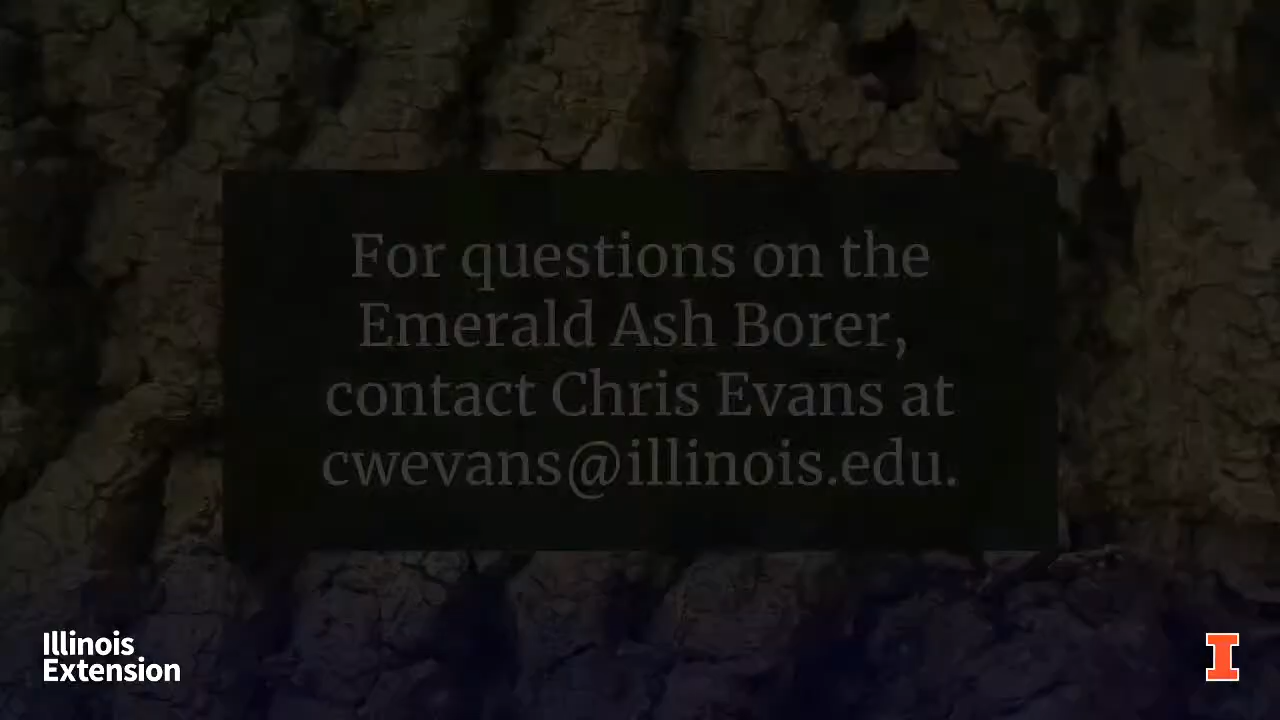 For questions on the
Emerald Ash Borer,
contact Chris Evans at
cwevans@illinois.edu.
Illinois
Extension
I